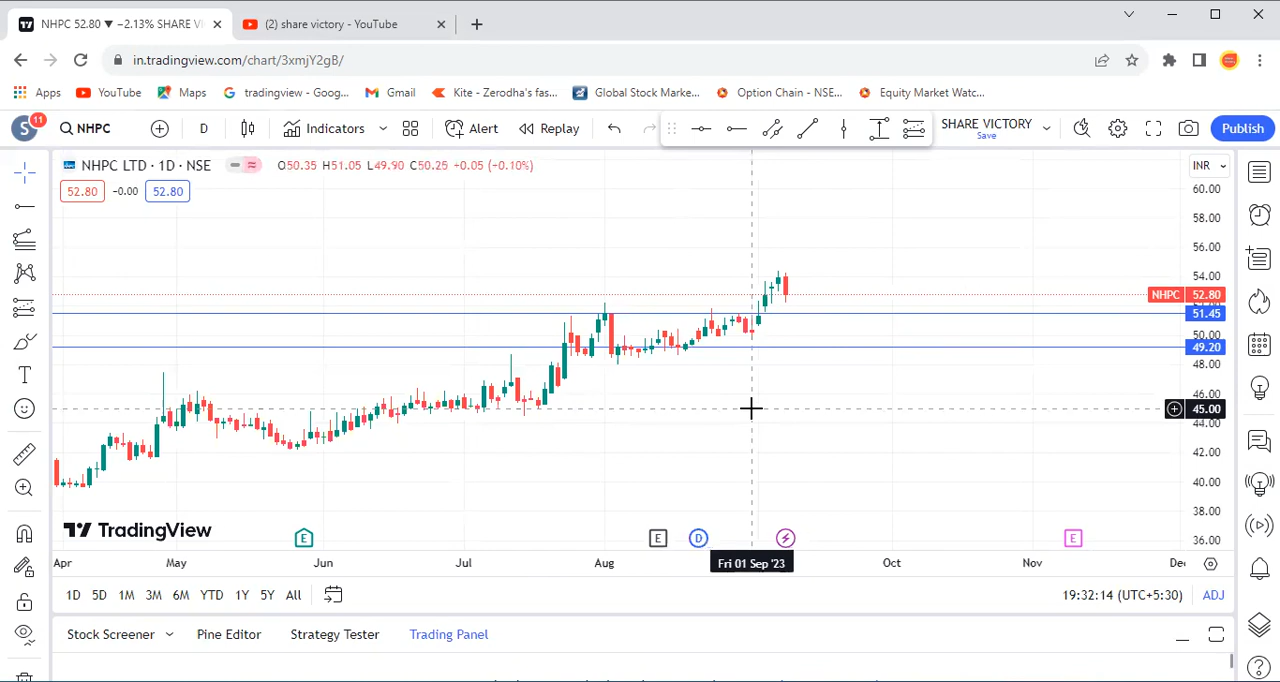 NHPC 52.80 ▼ −2.13% SHARE VI
(2) share victory - YouTube
in.tradingview.com/chart/3xmjY2gB/
Apps YouTube Maps tradingview - Goog... Gmail Kite - Zerodha's fas... Global Stock Marke... Option Chain - NSE... Equity Market Watc...
S 11 NHPC D Indicators Alert Replay SHARE VICTORY Save Publish
NHPC LTD · 1D · NSE O50.35 H51.05 L49.90 C50.25 +0.05 (−0.10%) INR
52.80 -0.00 52.80
60.00
58.00
56.00
54.00
NHPC 52.80
51.45
50.00
49.20
48.00
46.00
45.00
44.00
42.00
40.00
38.00
36.00
TradingView
E E D E
Apr May Jun Jul Aug Fri 01 Sep '23 Oct Nov De
1D 5D 1M 3M 6M YTD 1Y 5Y All 19:32:14 (UTC+5:30) ADJ
Stock Screener Pine Editor Strategy Tester Trading Panel